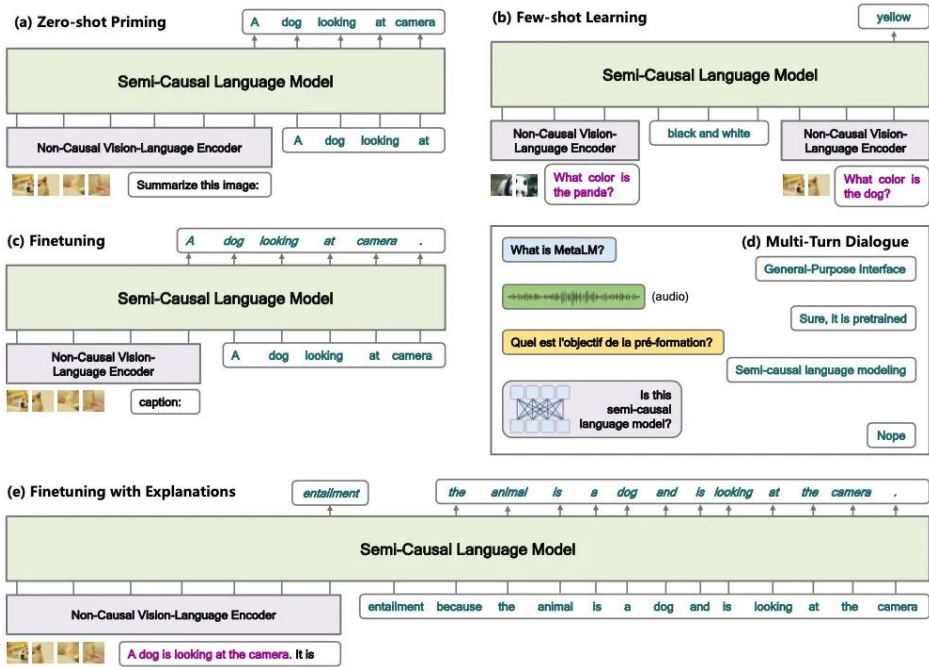 (a) Zero-shot Priming
A dog looking at camera
Semi-Causal Language Model
Non-Causal Vision-Language Encoder
A dog looking at
Summarize this image:
(b) Few-shot Learning
yellow
Semi-Causal Language Model
Non-Causal Vision-
Language Encoder
black and white
Non-Causal Vision-
Language Encoder
What color is
the panda?
What color is
the dog?
(c) Finetuning
A dog looking at camera .
Semi-Causal Language Model
Non-Causal Vision-
Language Encoder
A dog looking at camera
caption:
(d) Multi-Turn Dialogue
What is MetaLM?
General-Purpose Interface
(audio)
Sure, it is pretrained
Quel est l'objectif de la pré-formation?
Semi-causal language modeling
Is this
semi-causal
language model?
Nope
(e) Finetuning with Explanations
entailment
the animal is a dog and is looking at the camera .
Semi-Causal Language Model
Non-Causal Vision-Language Encoder
entailment because the animal is a dog and is looking at the camera
A dog is looking at the camera. It is